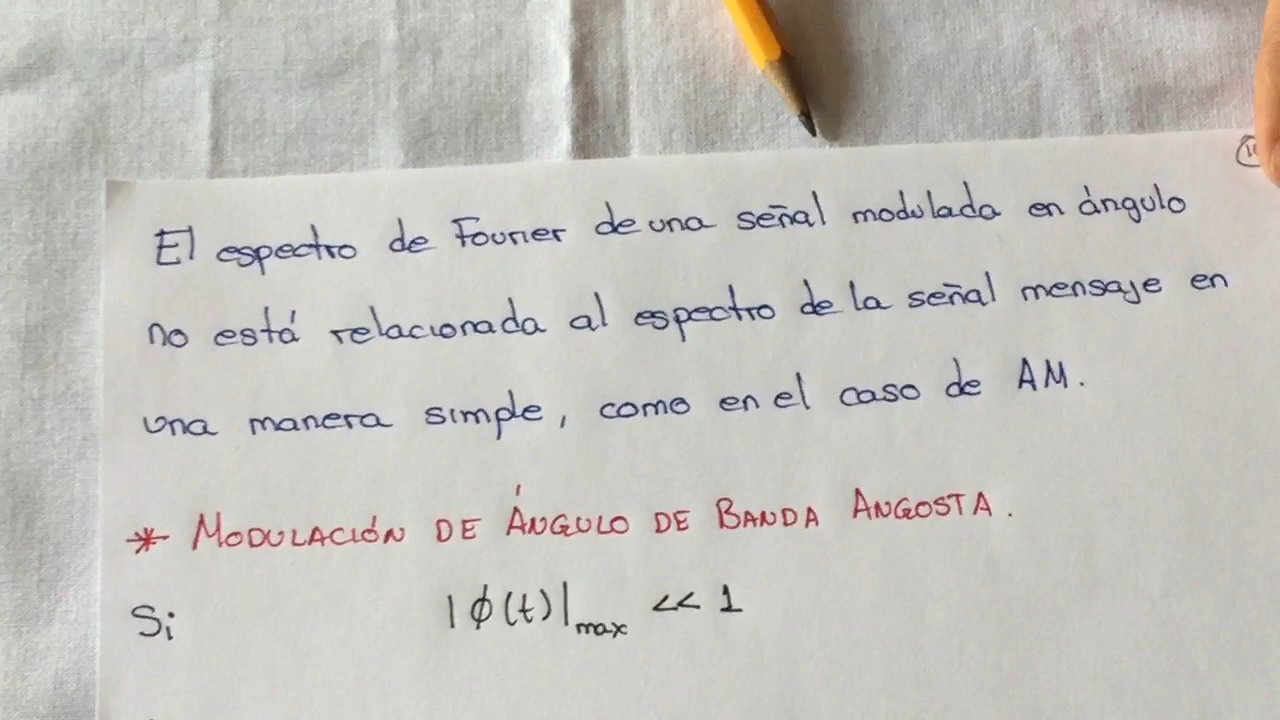 El espectro de Fourier de una señal modulada en ángulo
no está relacionada al espectro de la señal mensaje en
una manera simple, como en el caso de AM.
* MODULACIÓN DE ÁNGULO DE BANDA ANGOSTA.
Si |ϕ(t)|max << 1